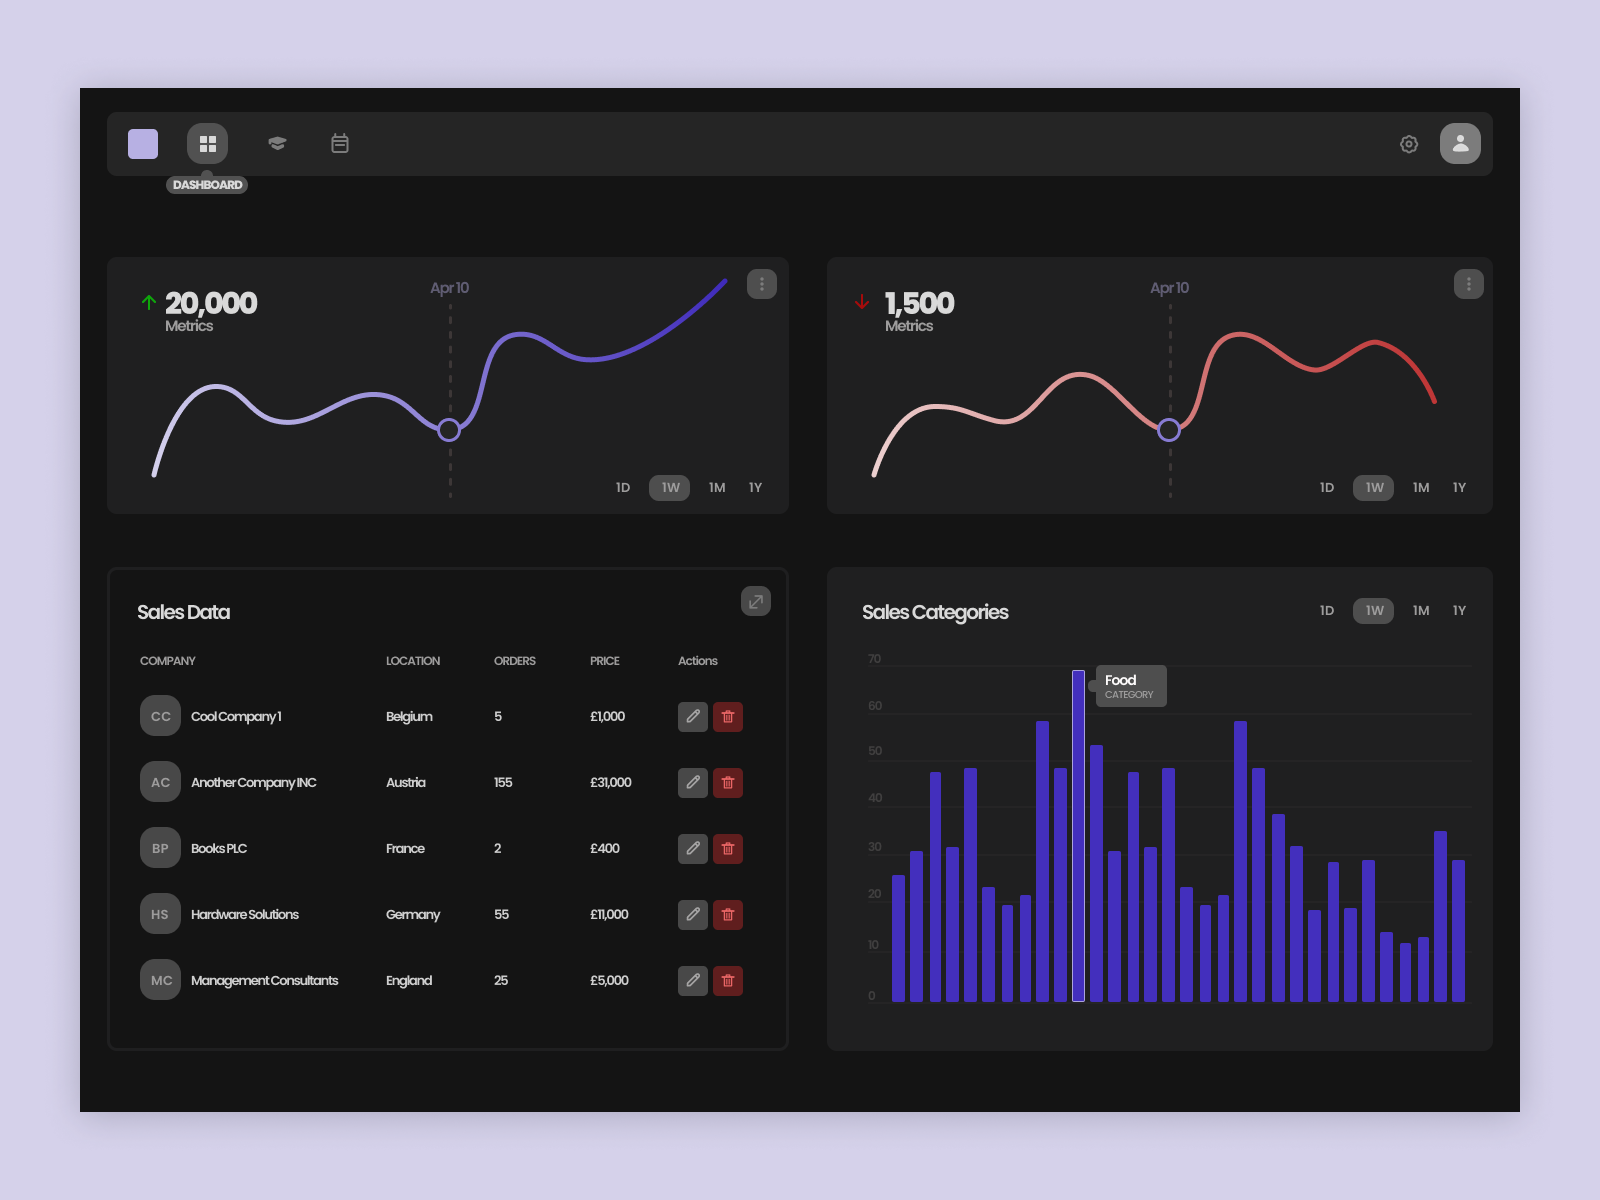 DASHBOARD
20,000
Metrics
Apr 10
1D 1W 1M 1Y
1,500
Metrics
Apr 10
1D 1W 1M 1Y
Sales Data
COMPANY LOCATION ORDERS PRICE Actions
CC Cool Company 1 Belgium 5 £1,000
AC Another Company INC Austria 155 £31,000
BP Books PLC France 2 £400
HS Hardware Solutions Germany 55 £11,000
MC Management Consultants England 25 £5,000
Sales Categories
1D 1W 1M 1Y
70
Food
CATEGORY
60
50
40
30
20
10
0